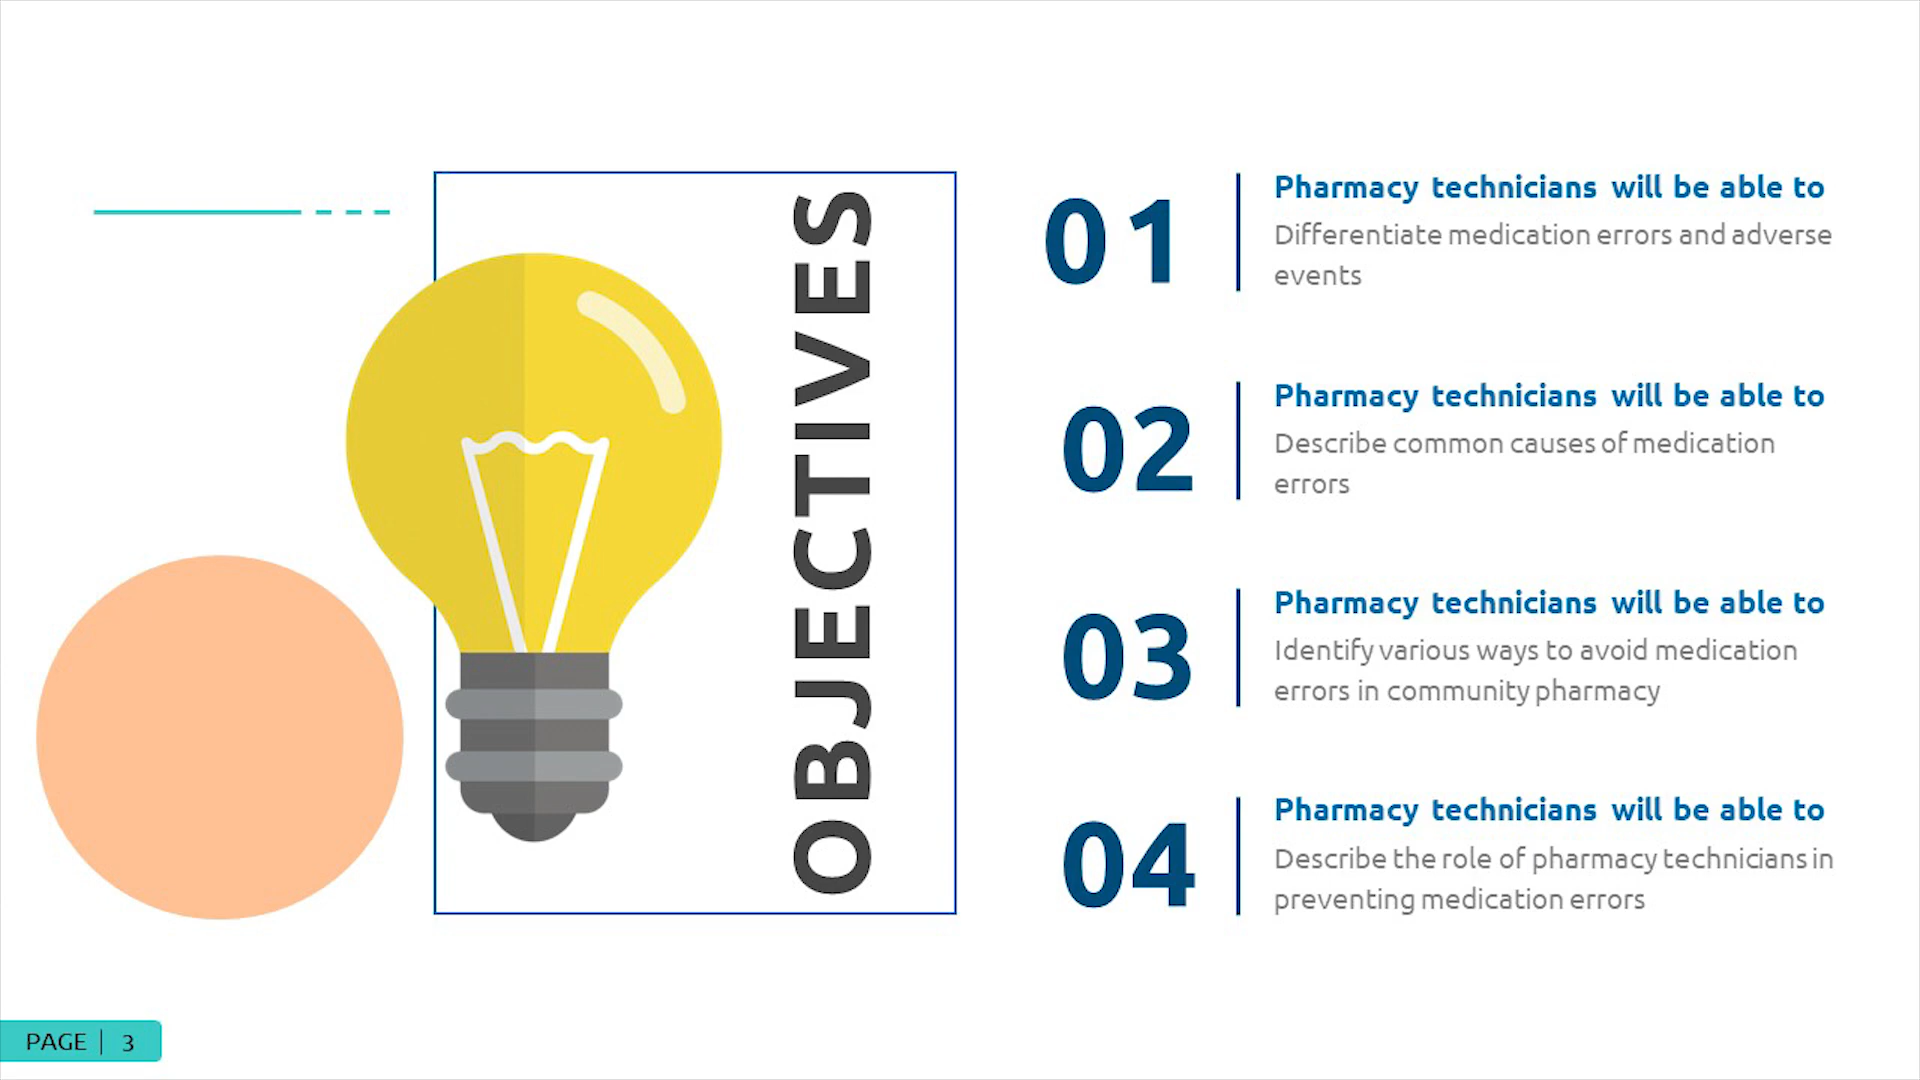 OBJECTIVES
01
Pharmacy technicians will be able to
Differentiate medication errors and adverse
events
02
Pharmacy technicians will be able to
Describe common causes of medication
errors
03
Pharmacy technicians will be able to
Identify various ways to avoid medication
errors in community pharmacy
04
Pharmacy technicians will be able to
Describe the role of pharmacy technicians in
preventing medication errors
PAGE | 3